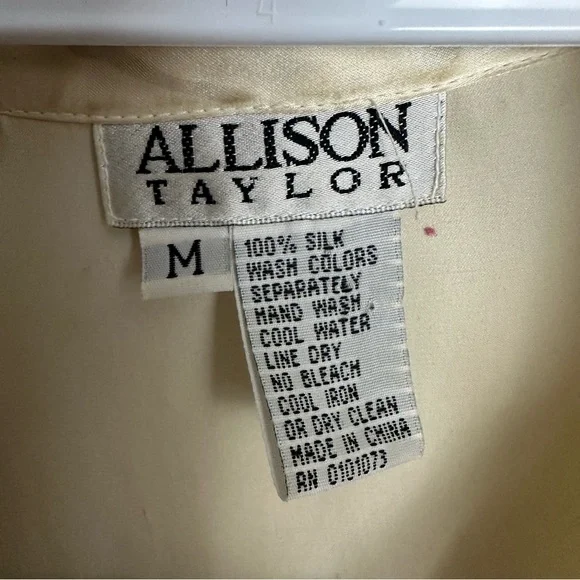 ALLISON
TAYLOR
M
100% SILK
WASH COLORS
SEPARATELY
HAND WASH
COOL WATER
LINE DRY
NO BLEACH
COOL IRON
OR DRY CLEAN
MADE IN CHINA
RN 0101073